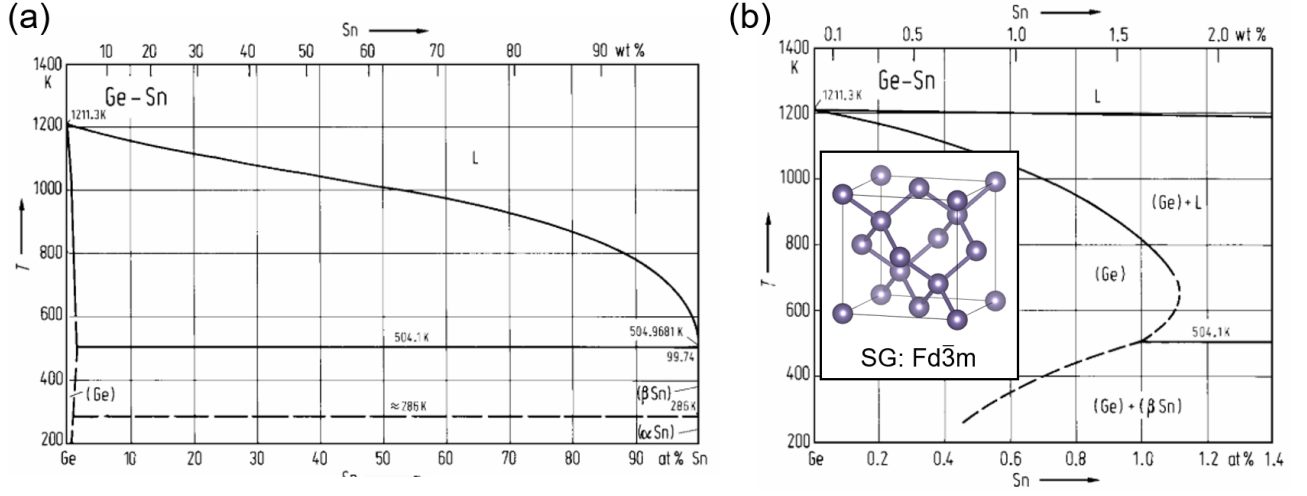 (a)
Sn
10 20 30 40 50 60 70 80 90 wt %
1400
K
Ge – Sn
1211.3K
1200
L
1000
T
800
600
504.9681 K
504.1K
99.74
400
(Ge)
(βSn)
≈286K
286K
(αSn)
200
Ge 10 20 30 40 50 60 70 80 90 at% Sn
Sn
(b)
Sn
0.1 0.5 1.0 1.5 2.0 wt %
1400
K
Ge–Sn
1211.3K
L
1200
1000
(Ge)+L
T
800
(Ge)
600
504.1K
SG: Fd3̅m
400
(Ge) + (βSn)
200
Ge 0.2 0.4 0.6 0.8 1.0 1.2 at% 1.4
Sn